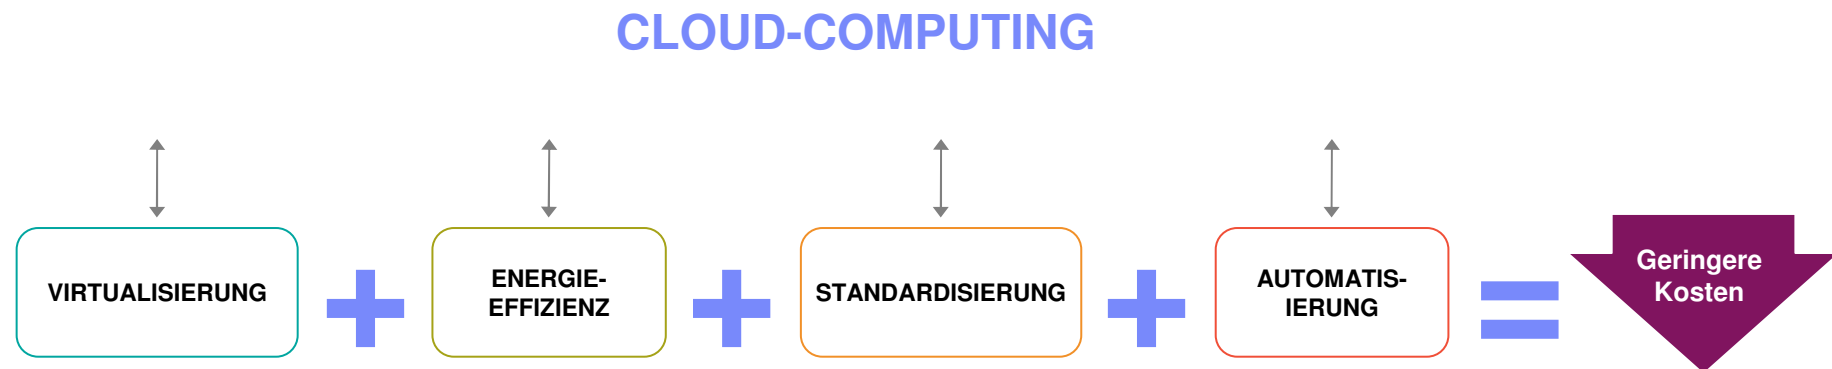 CLOUD-COMPUTING
VIRTUALISIERUNG
ENERGIE-
EFFIZIENZ
STANDARDISIERUNG
AUTOMATIS-
IERUNG
Geringere
Kosten